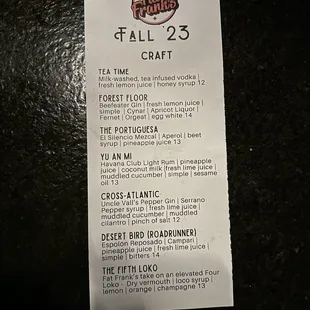 Frank's
FALL '23
CRAFT
TEA TIME
Milk-washed, tea infused vodka |
fresh lemon juice | honey syrup 12
FOREST FLOOR
Beefeater Gin | fresh lemon juice |
simple | Cynar | Apricot Liquor |
Fernet | Orgeat | egg white 14
THE PORTUGUESA
El Silencio Mezcal | Aperol | beet
syrup | pineapple juice 13
YU AN MI
Havana Club Light Rum | pineapple
juice | coconut milk |fresh lime juice |
muddled cucumber | simple | sesame
oil 13
CROSS-ATLANTIC
Uncle Vall's Pepper Gin | Serrano
Pepper syrup | fresh lime juice |
muddled cucumber | muddled
cilantro | pinch of salt 12
DESERT BIRD (ROADRUNNER)
Espolon Reposado | Campari |
pineapple juice | fresh lime juice |
simple | bitters 14
THE FIFTH LOKO
Fat Frank's take on an elevated Four
Loko - Dry vermouth | loco syrup |
lemon | orange | champagne 13